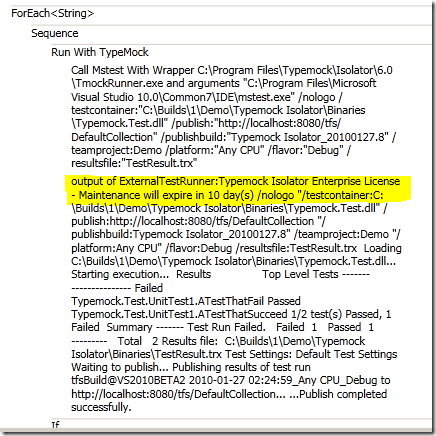 ForEach<String>
Sequence
Run With TypeMock
Call Mstest With Wrapper C:\Program Files\Typemock\Isolator\6.0
\TmockRunner.exe and arguments "C:\Program Files\Microsoft
Visual Studio 10.0\Common7\IDE\mstest.exe" /nologo /
testcontainer:"C:\Builds\1\Demo\Typemock Isolator\Binaries
\Typemock.Test.dll" /publish:"http://localhost:8080/tfs/
DefaultCollection" /publishbuild:"Typemock Isolator_20100127.8" /
teamproject:Demo /platform:"Any CPU" /flavor:"Debug" /
resultsfile:"TestResult.trx"
output of ExternalTestRunner:Typemock Isolator Enterprise License
- Maintenance will expire in 10 day(s) /nologo "/testcontainer:C:
\Builds\1\Demo\Typemock Isolator\Binaries\Typemock.Test.dll" /
publish:http://localhost:8080/tfs/DefaultCollection "/
publishbuild:Typemock Isolator_20100127.8" /teamproject:Demo "/
platform:Any CPU" /flavor:Debug /resultsfile:TestResult.trx Loading
C:\Builds\1\Demo\Typemock Isolator\Binaries\Typemock.Test.dll...
Starting execution... Results Top Level Tests -------
--------------- Failed
Typemock.Test.UnitTest1.ATestThatFail Passed
Typemock.Test.UnitTest1.ATestThatSucceed 1/2 test(s) Passed, 1
Failed Summary ------- Test Run Failed. Failed 1 Passed 1
--------- Total 2 Results file: C:\Builds\1\Demo\Typemock
Isolator\Binaries\TestResult.trx Test Settings: Default Test Settings
Waiting to publish... Publishing results of test run
tfsBuild@VS2010BETA2 2010-01-27 02:24:59_Any CPU_Debug to
http://localhost:8080/tfs/DefaultCollection... ...Publish completed
successfully.
If